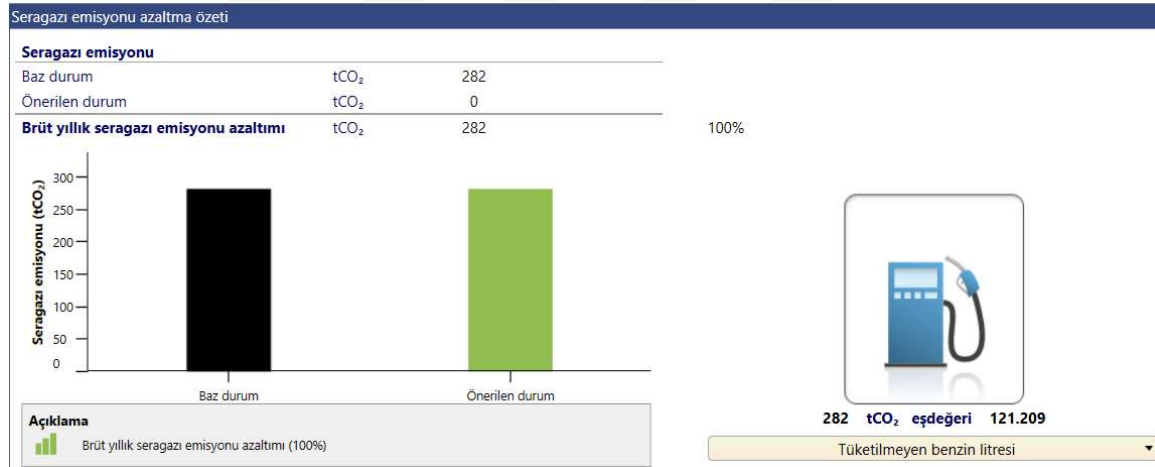 Seragazı emisyonu azaltma özeti
Seragazı emisyonu
Baz durum tCO₂ 282
Önerilen durum tCO₂ 0
Brüt yıllık seragazı emisyonu azaltımı tCO₂ 282 100%
Seragazı emisyonu (tCO₂)
300
250
200
150
100
50
0
Baz durum Önerilen durum
Açıklama
Brüt yıllık seragazı emisyonu azaltımı (100%)
282 tCO₂ eşdeğeri 121.209
Tüketilmeyen benzin litresi